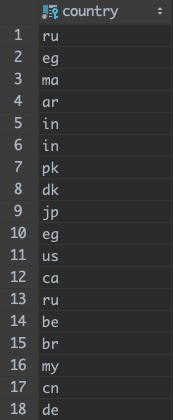 country
1 ru
2 eg
3 ma
4 ar
5 in
6 in
7 pk
8 dk
9 jp
10 eg
11 us
12 ca
13 ru
14 be
15 br
16 my
17 cn
18 de